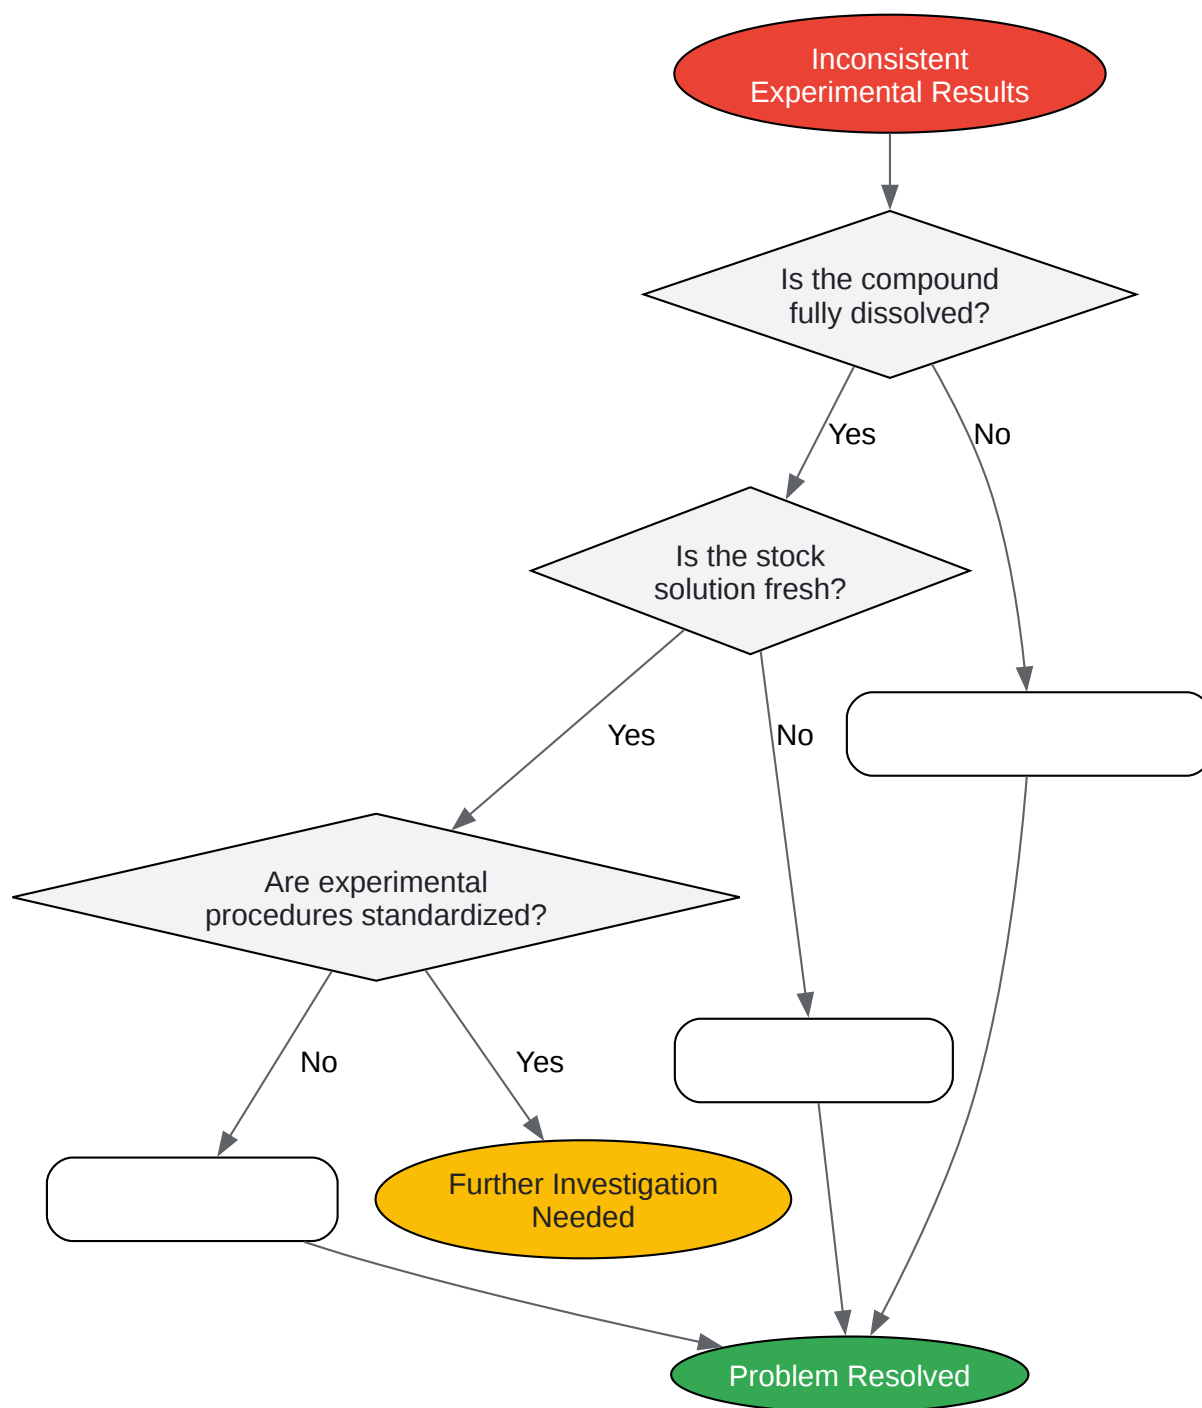 Inconsistent
Experimental Results
Is the compound
fully dissolved?
Yes
No
Is the stock
solution fresh?
Yes
No
Are experimental
procedures standardized?
No
Yes
Further Investigation
Needed
Problem Resolved